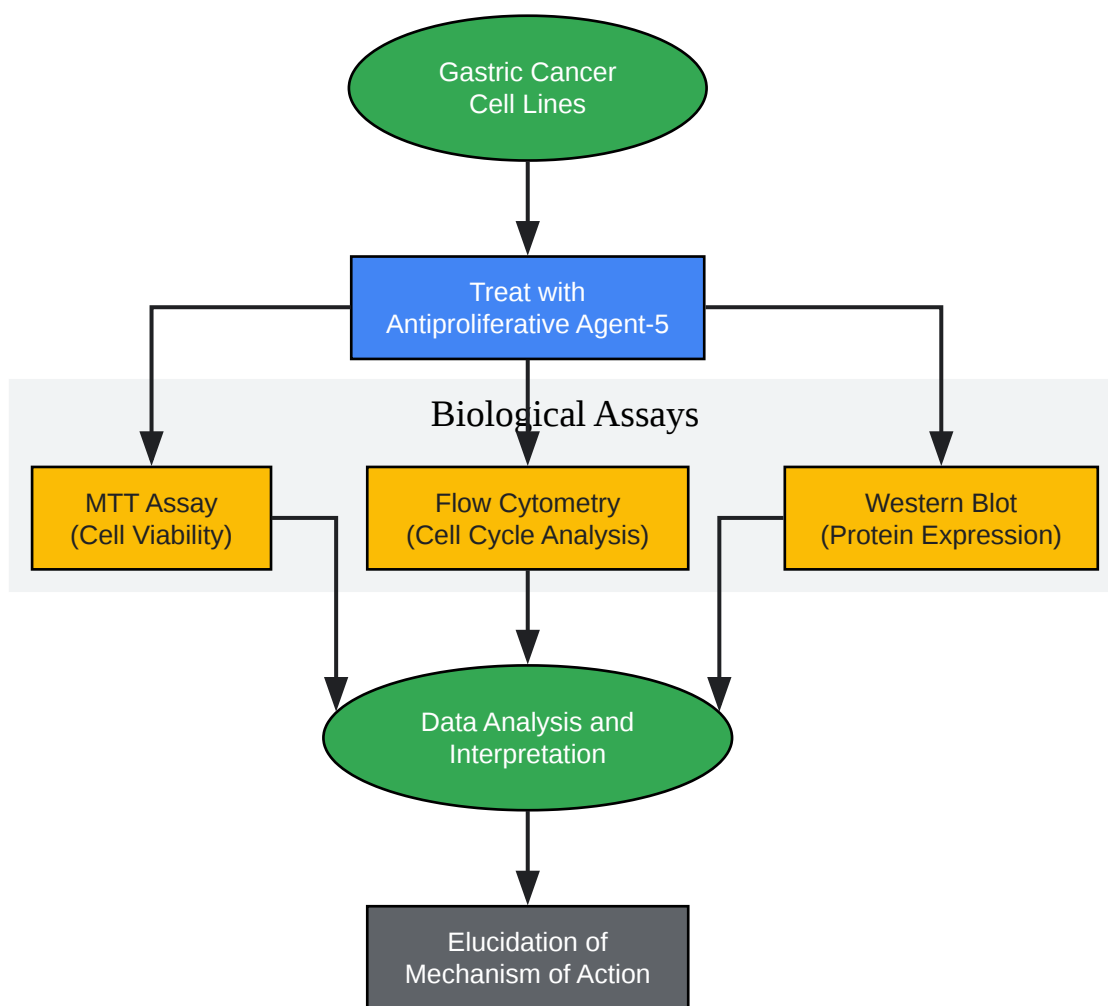 Gastric Cancer
Cell Lines
Treat with
Antiproliferative Agent-5
Biological Assays
MTT Assay
(Cell Viability)
Flow Cytometry
(Cell Cycle Analysis)
Western Blot
(Protein Expression)
Data Analysis and
Interpretation
Elucidation of
Mechanism of Action